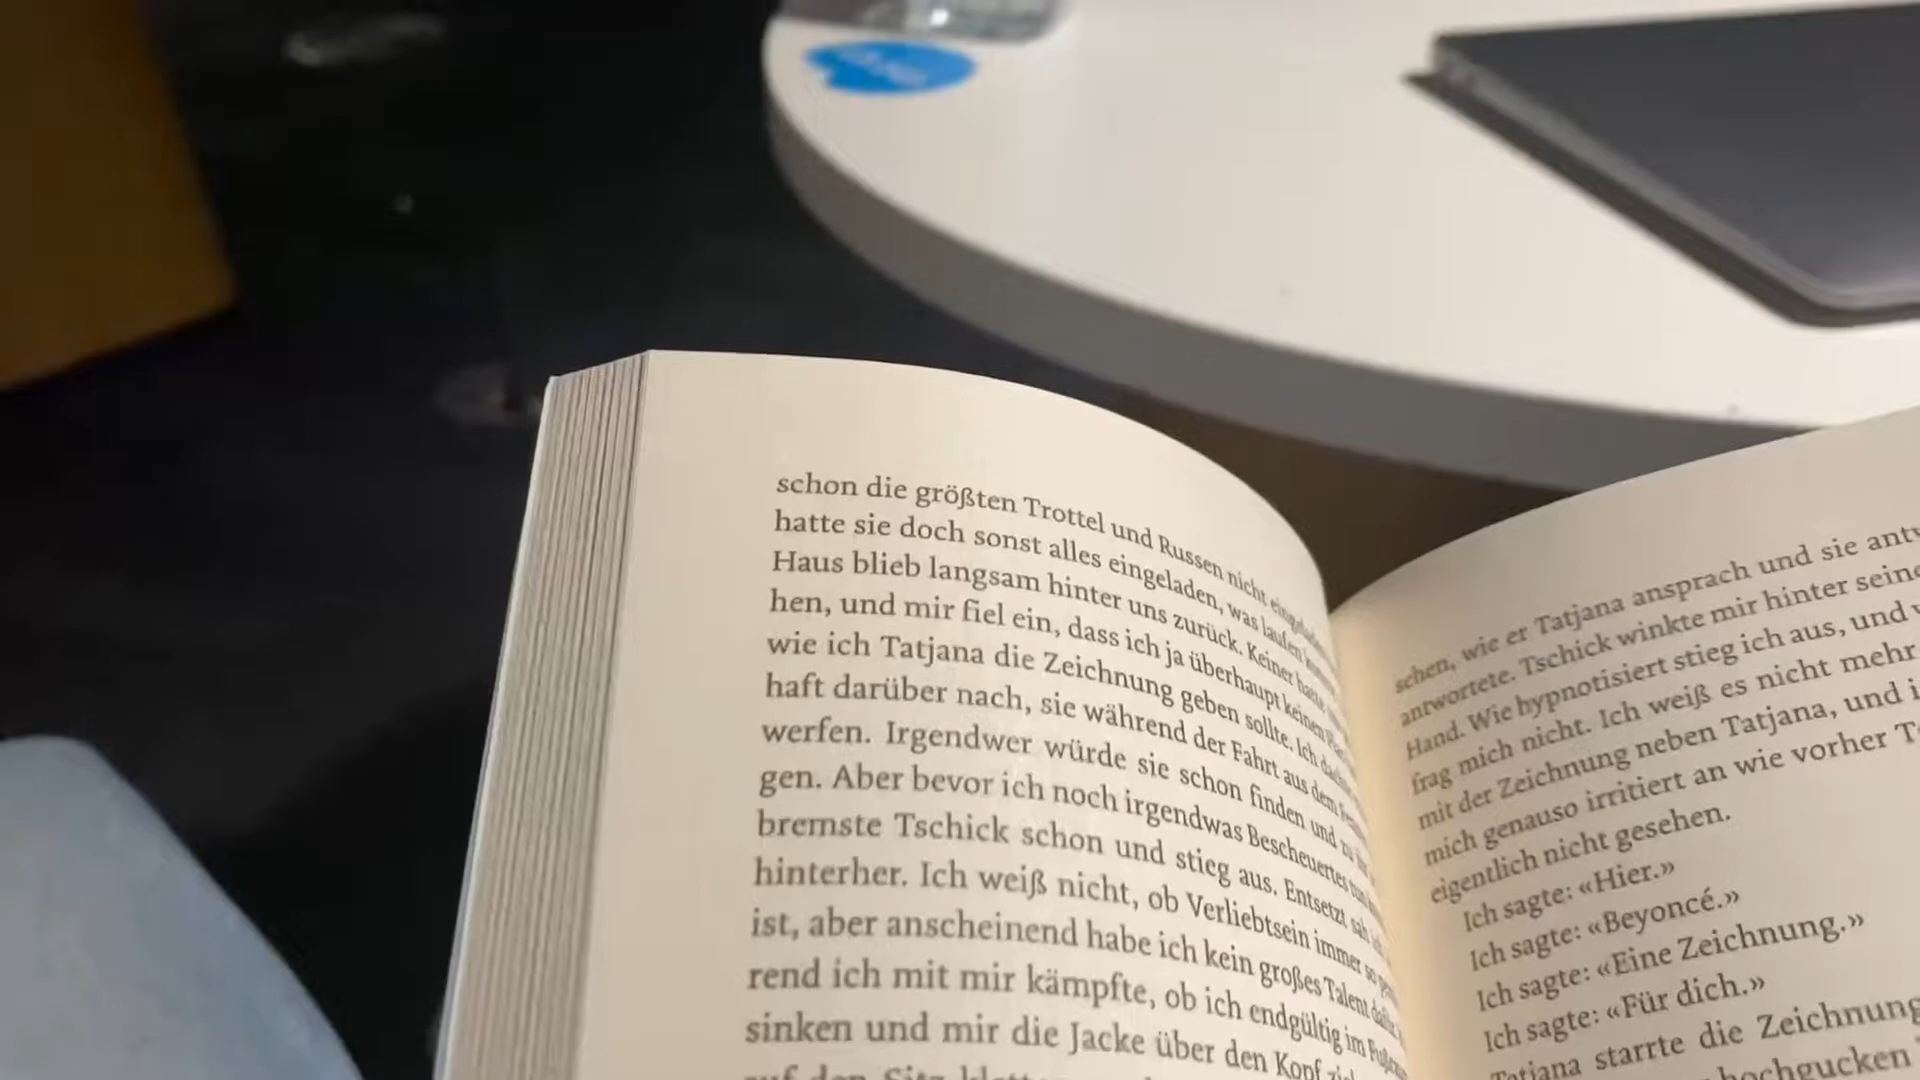 schon die größten Trottel und Russen nicht
hatte sie doch sonst alles eingeladen, was laufen
Haus blieb langsam hinter uns zurück. Keiner hatte
hen, und mir fiel ein, dass ich ja überhaupt keinen
wie ich Tatjana die Zeichnung geben sollte. Ich
haft darüber nach, sie während der Fahrt aus dem
werfen. Irgendwer würde sie schon finden und
gen. Aber bevor ich noch irgendwas Bescheuertes
bremste Tschick schon und stieg aus. Entsetzt sah
hinterher. Ich weiß nicht, ob Verliebtsein immer so
ist, aber anscheinend habe ich kein großes Talent
rend ich mit mir kämpfte, ob ich endgültig im
sinken und mir die Jacke über den Kopf
auf den Sitz
sehen, wie er Tatjana ansprach und sie
antwortete. Tschick winkte mir hinter
Hand. Wie hypnotisiert stieg ich aus, und
frag mich nicht. Ich weiß es nicht mehr
mit der Zeichnung neben Tatjana, und
mich genauso irritiert an wie vorher
eigentlich nicht gesehen.
Ich sagte: «Hier.»
Ich sagte: «Beyoncé.»
Ich sagte: «Eine Zeichnung.»
Ich sagte: «Für dich.»
Tatjana starrte die Zeichnung
hochgucken